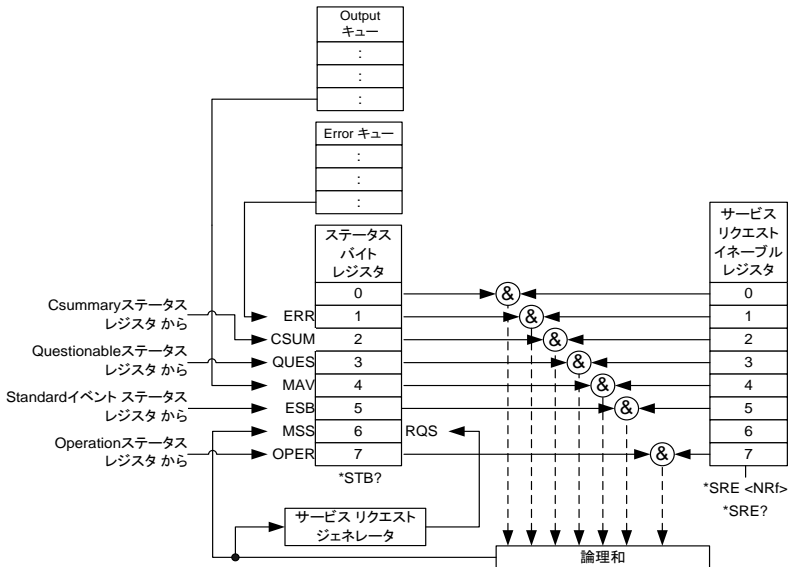 Output
キュー
:
:
:
Error キュー
:
:
:
ステータス
バイト
レジスタ
0
1
2
3
4
5
6
7
*STB?
Csummaryステータス
レジスタ から
Questionableステータス
レジスタ から
Standardイベント ステータス
レジスタ から
Operationステータス
レジスタ から
ERR
CSUM
QUES
MAV
ESB
MSS
OPER
RQS
&
&
&
&
&
&
&
サービス
リクエスト
イネーブル
レジスタ
0
1
2
3
4
5
6
7
*SRE <NRf>
*SRE?
サービス リクエスト
ジェネレータ
論理和